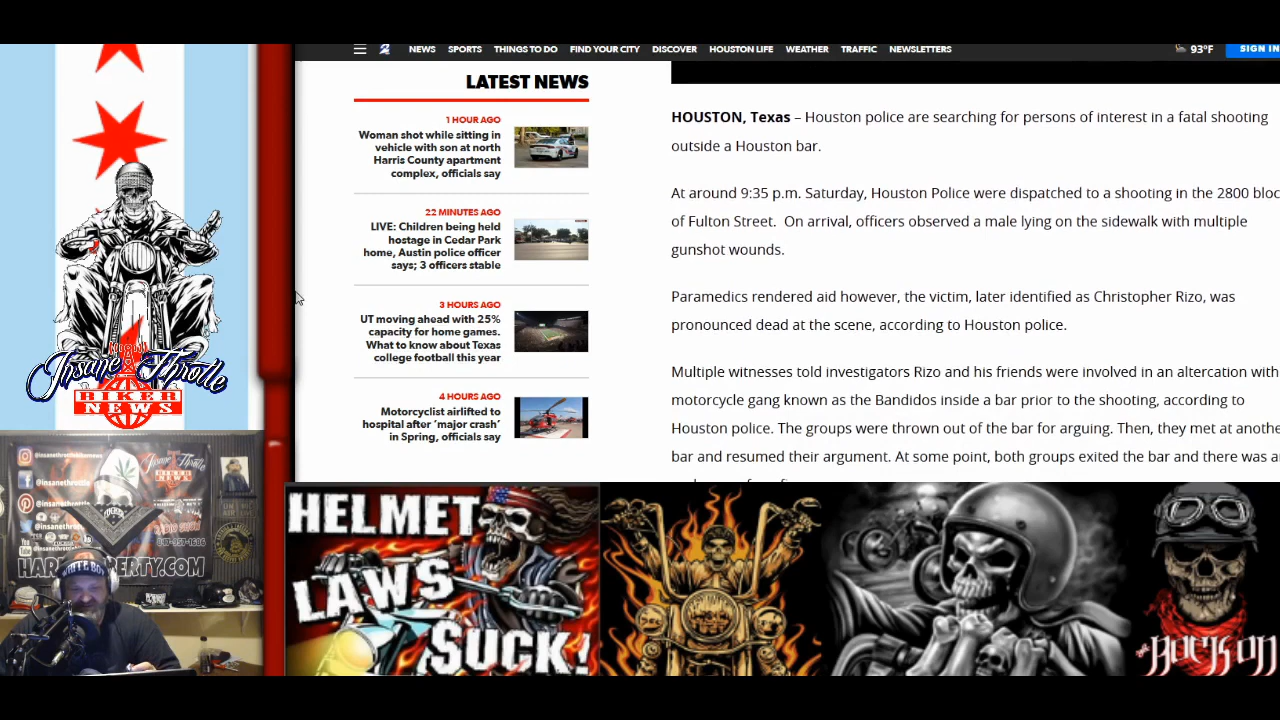 NEWS SPORTS THINGS TO DO FIND YOUR CITY DISCOVER HOUSTON LIFE WEATHER TRAFFIC NEWSLETTERS 93°F SIGN IN
LATEST NEWS
1 HOUR AGO
Woman shot while sitting in
vehicle with son at north
Harris County apartment
complex, officials say
22 MINUTES AGO
LIVE: Children being held
hostage in Cedar Park
home, Austin police officer
says; 3 officers stable
3 HOURS AGO
UT moving ahead with 25%
capacity for home games.
What to know about Texas
college football this year
4 HOURS AGO
Motorcyclist airlifted to
hospital after ‘major crash’
in Spring, officials say
HOUSTON, Texas – Houston police are searching for persons of interest in a fatal shooting
outside a Houston bar.
At around 9:35 p.m. Saturday, Houston Police were dispatched to a shooting in the 2800 bloc
of Fulton Street. On arrival, officers observed a male lying on the sidewalk with multiple
gunshot wounds.
Paramedics rendered aid however, the victim, later identified as Christopher Rizo, was
pronounced dead at the scene, according to Houston police.
Multiple witnesses told investigators Rizo and his friends were involved in an altercation with
motorcycle gang known as the Bandidos inside a bar prior to the shooting, according to
Houston police. The groups were thrown out of the bar for arguing. Then, they met at anothe
bar and resumed their argument. At some point, both groups exited the bar and there was a
Insane Throttle
BIKER
NEWS
@insanethrottle
WHITE BOY
HELMET
LAWS
SUCK!
ROCK ON